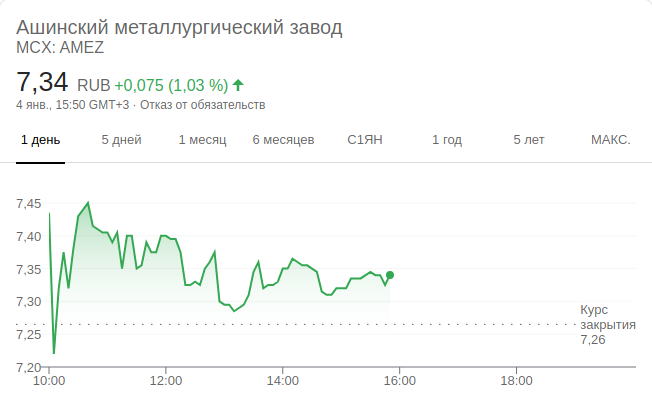 Ашинский металлургический завод
MCX: AMEZ
7,34 RUB +0,075 (1,03 %)
4 янв., 15:50 GMT+3 · Отказ от обязательств
1 день 5 дней 1 месяц 6 месяцев С1ЯН 1 год 5 лет МАКС.
7,45
7,40
7,35
7,30
Курс
закрытия
7,26
7,25
7,20
10:00 12:00 14:00 16:00 18:00